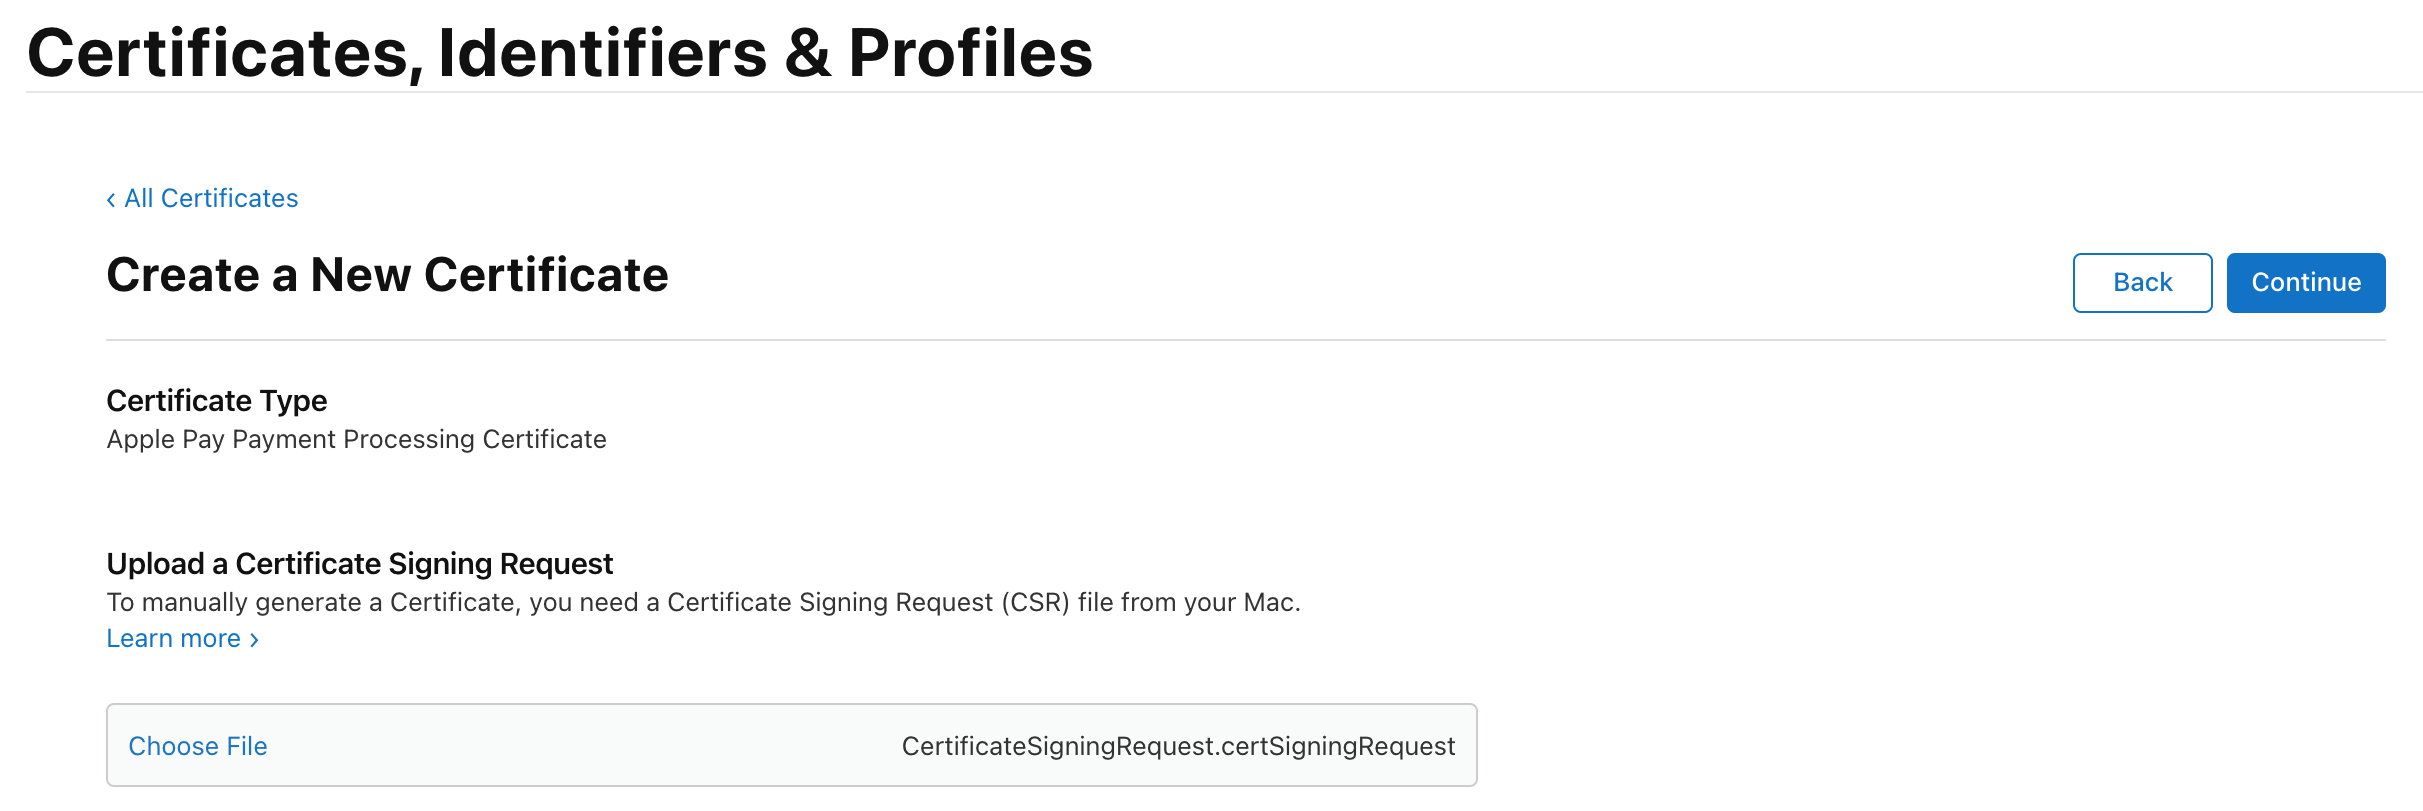 Certificates, Identifiers & Profiles
‹ All Certificates
Create a New Certificate
Back
Continue
Certificate Type
Apple Pay Payment Processing Certificate
Upload a Certificate Signing Request
To manually generate a Certificate, you need a Certificate Signing Request (CSR) file from your Mac.
Learn more ›
Choose File
CertificateSigningRequest.certSigningRequest